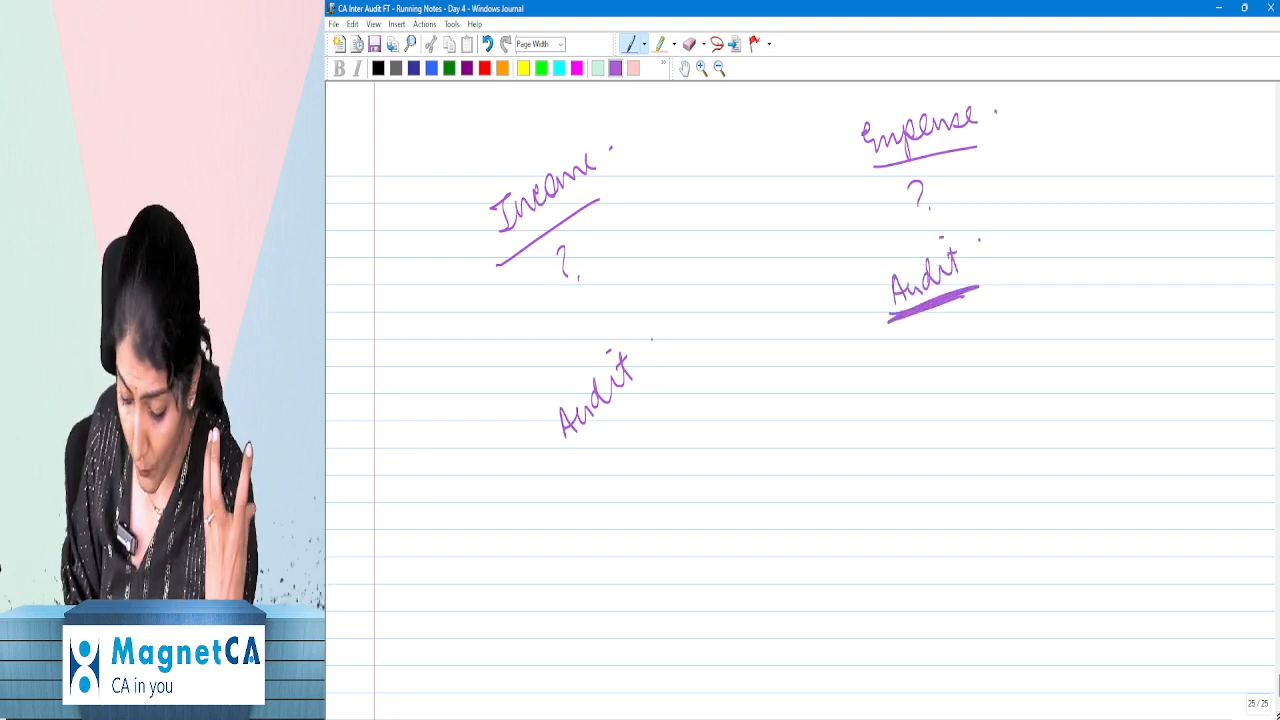 CA Inter Audit FT - Running Notes - Day 4 - Windows Journal
File Edit View Insert Actions Tools Help
Page Width
B I
Income
?
Audit
Expense
?
Audit
MagnetCA
CA in you
25 / 25